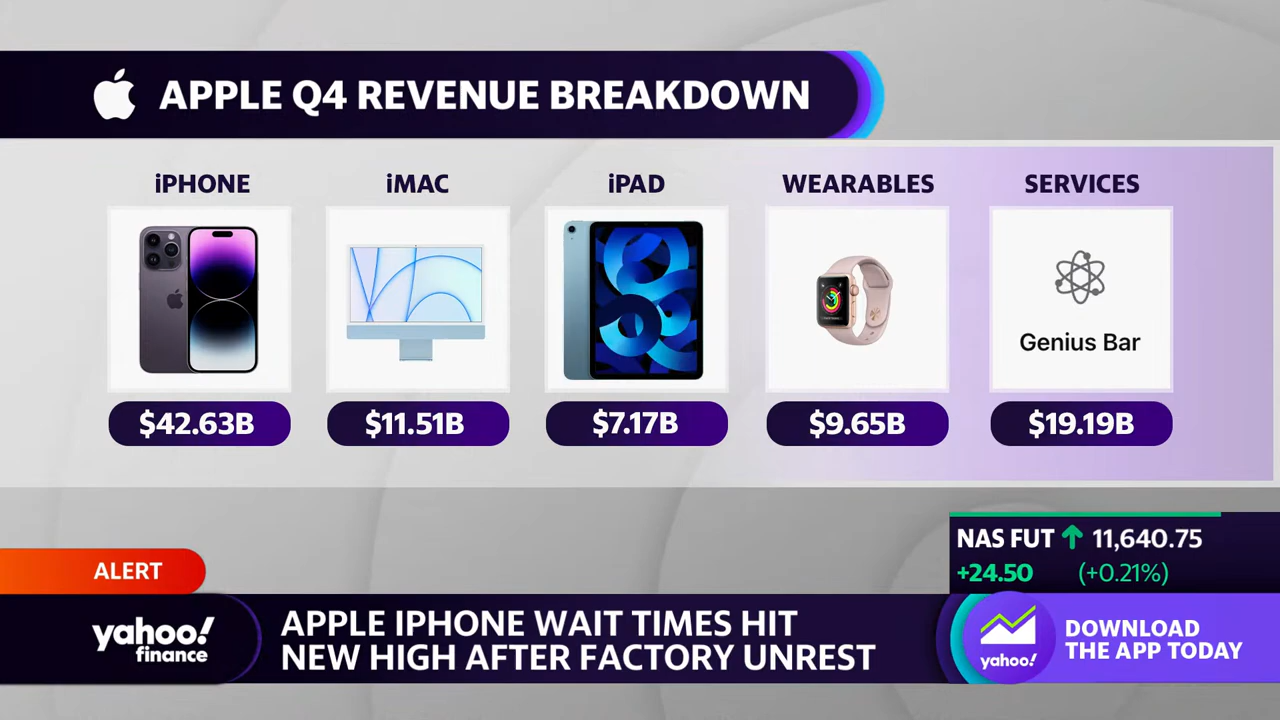 APPLE Q4 REVENUE BREAKDOWN
iPHONE
iMAC
iPAD
WEARABLES
SERVICES
Genius Bar
$42.63B
$11.51B
$7.17B
$9.65B
$19.19B
NAS FUT 11,640.75
+24.50 (+0.21%)
ALERT
yahoo!
finance
APPLE IPHONE WAIT TIMES HIT
NEW HIGH AFTER FACTORY UNREST
yahoo!
DOWNLOAD
THE APP TODAY